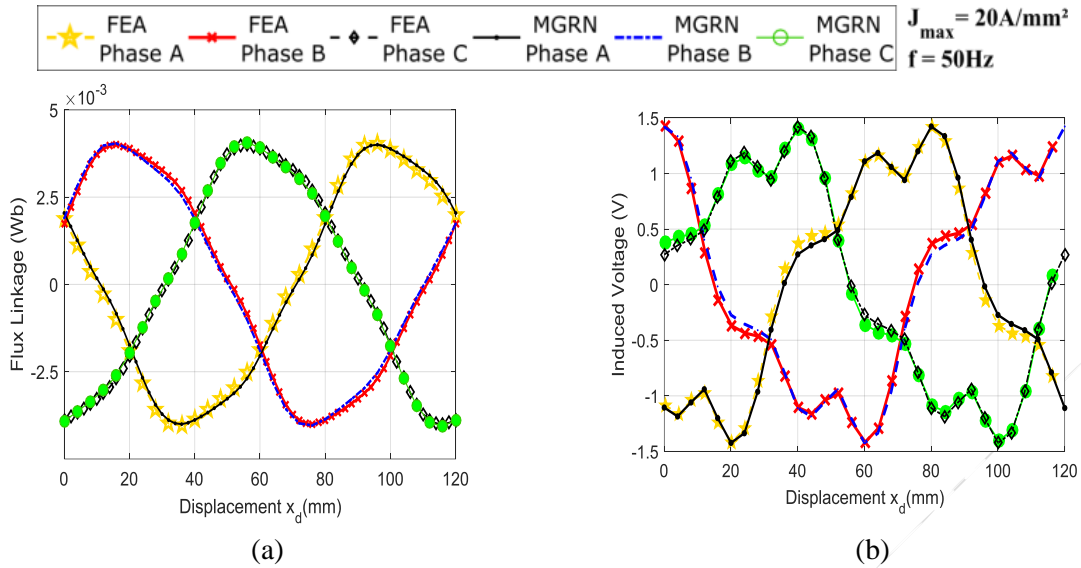 FEA FEA FEA MGRN MGRN MGRN
Phase A Phase B Phase C Phase A Phase B Phase C
J_max = 20A/mm²
f = 50Hz
×10⁻³
5
2.5
0
-2.5
Flux Linkage (Wb)
0 20 40 60 80 100 120
Displacement x_d(mm)
(a)
1.5
1
0.5
0
-0.5
-1
-1.5
Induced Voltage (V)
0 20 40 60 80 100 120
Displacement x_d(mm)
(b)